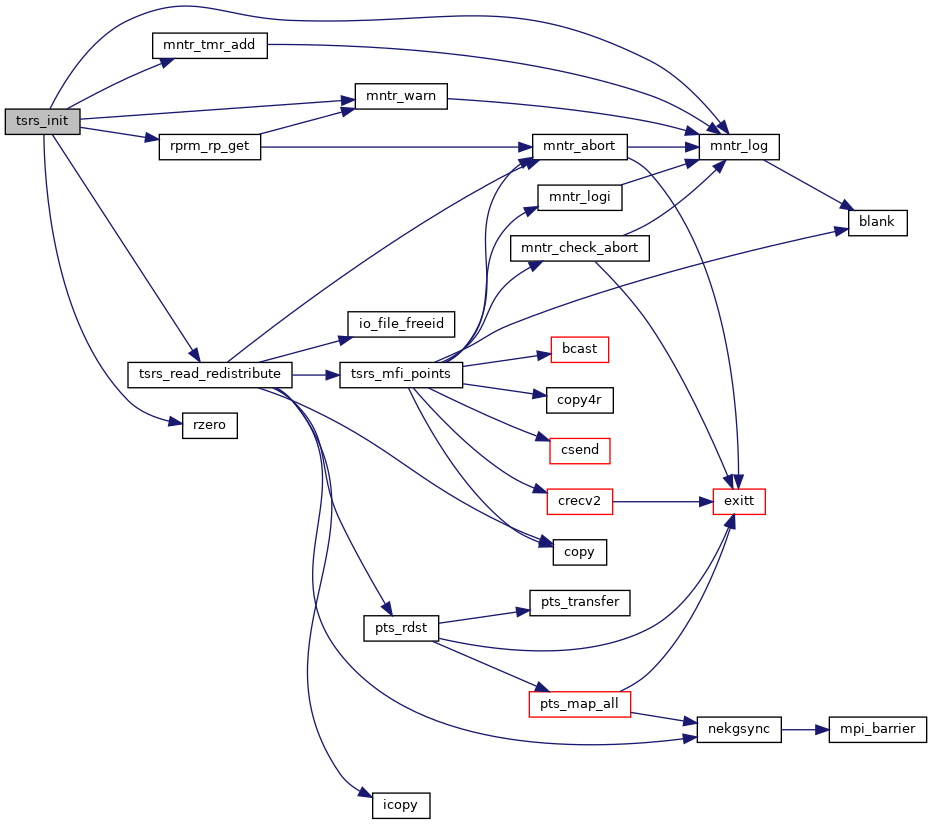 tsrs_init
mntr_tmr_add
mntr_warn
rprm_rp_get
mntr_abort
mntr_log
mntr_logi
blank
mntr_check_abort
io_file_freeid
tsrs_read_redistribute
tsrs_mfi_points
bcast
copy4r
rzero
csend
crecv2
exitt
copy
pts_transfer
pts_rdst
pts_map_all
nekgsync
mpi_barrier
icopy